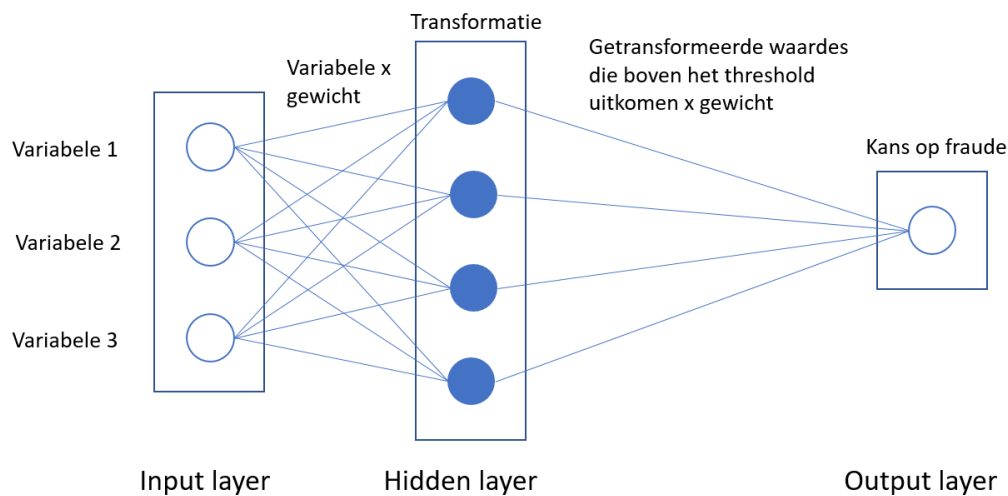 Transformatie
Variabele x
gewicht
Getransformeerde waardes
die boven het threshold
uitkomen x gewicht
Variabele 1
Variabele 2
Variabele 3
Kans op fraude
Input layer
Hidden layer
Output layer